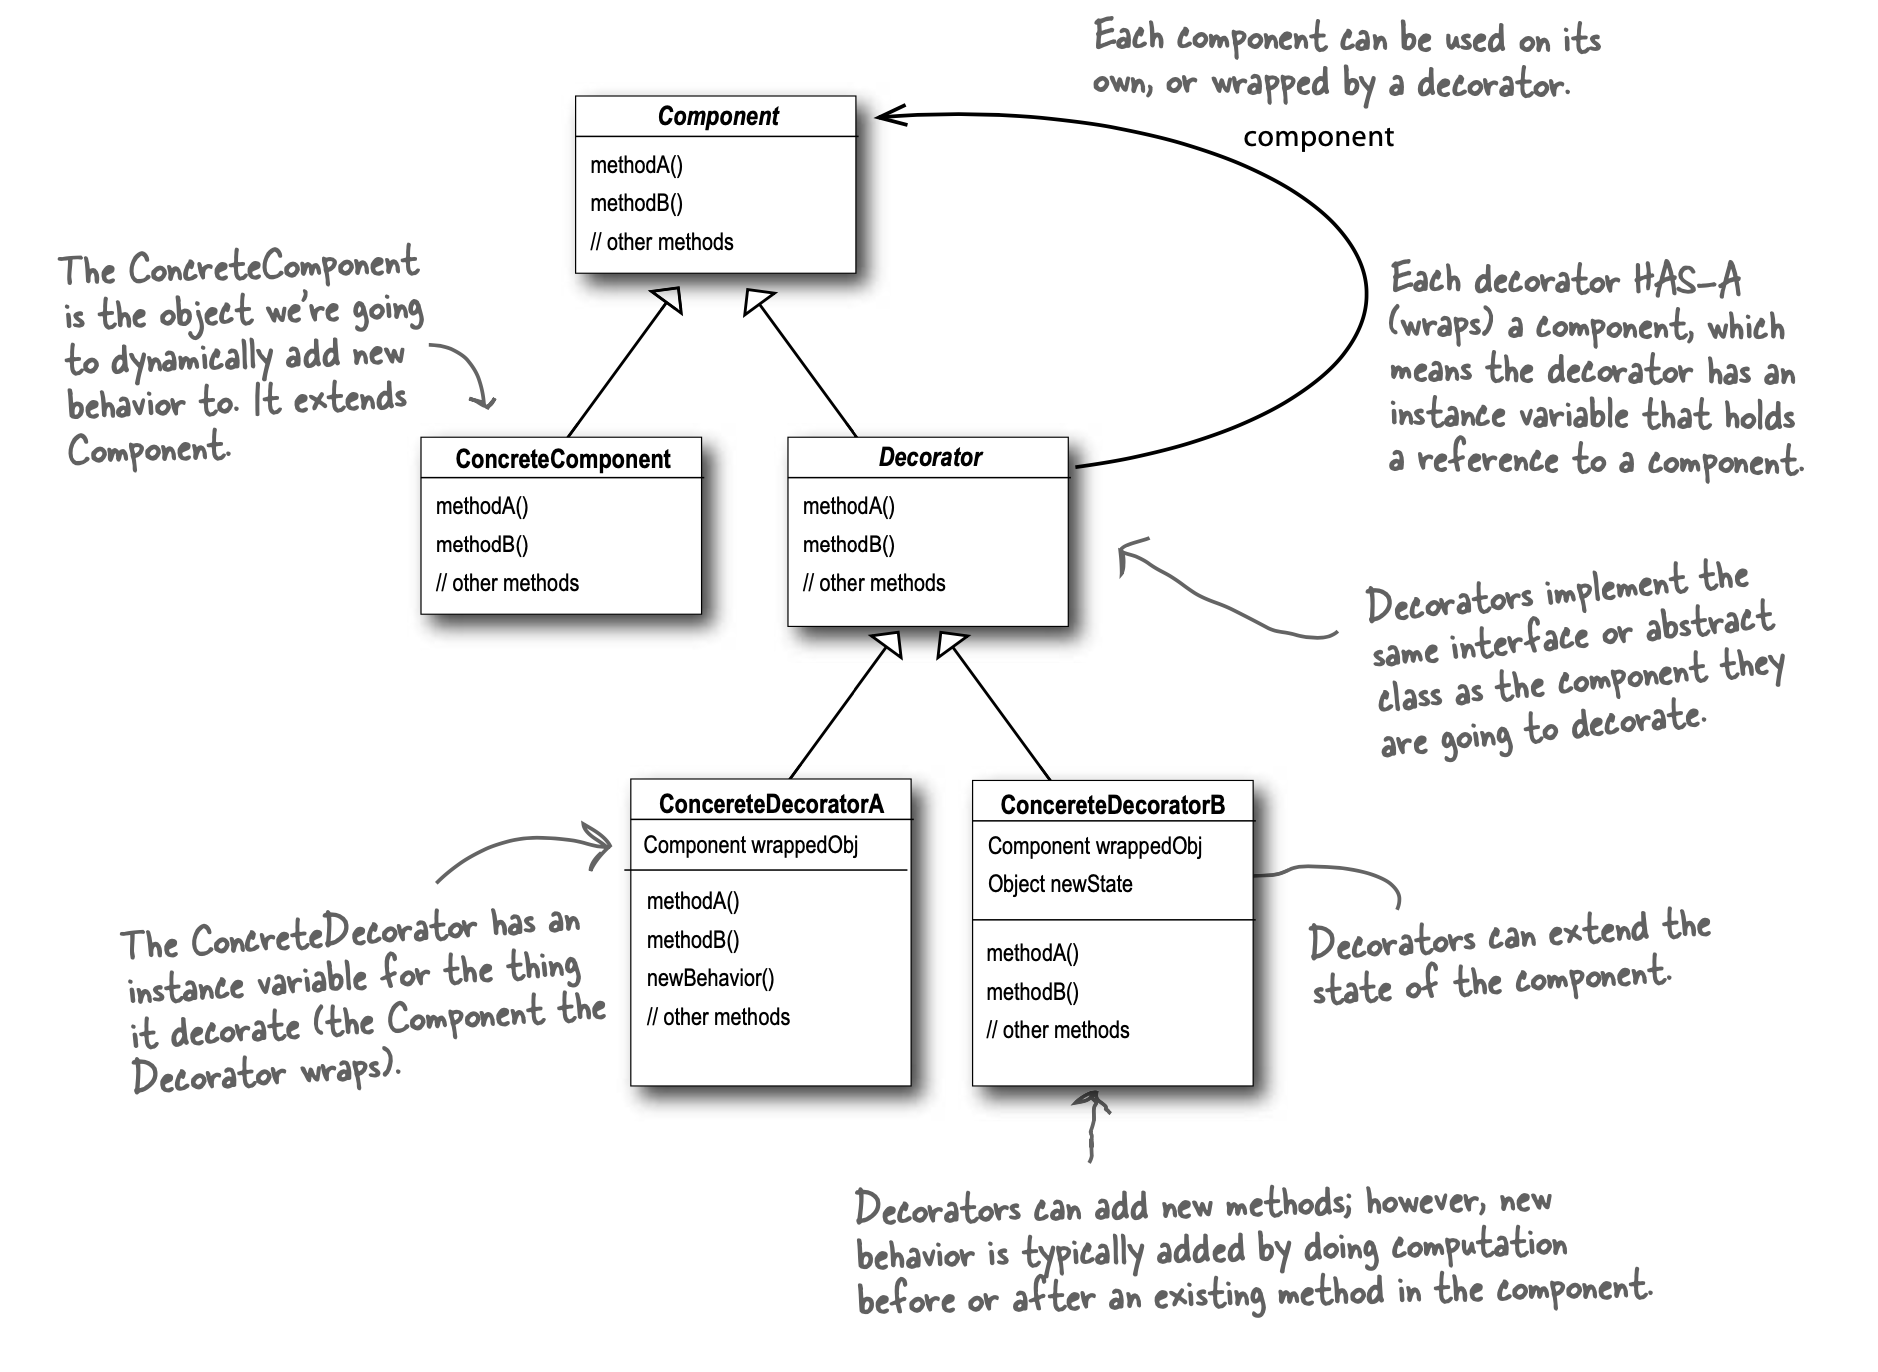 Each component can be used on its
own, or wrapped by a decorator.
component
Component
methodA()
methodB()
// other methods
The ConcreteComponent
is the object we're going
to dynamically add new
behavior to. It extends
Component.
Each decorator HAS-A
(wraps) a component, which
means the decorator has an
instance variable that holds
a reference to a component.
ConcreteComponent
methodA()
methodB()
// other methods
Decorator
methodA()
methodB()
// other methods
Decorators implement the
same interface or abstract
class as the component they
are going to decorate.
ConcereteDecoratorA
Component wrappedObj
methodA()
methodB()
newBehavior()
// other methods
ConcereteDecoratorB
Component wrappedObj
Object newState
methodA()
methodB()
// other methods
The ConcreteDecorator has an
instance variable for the thing
it decorate (the Component the
Decorator wraps).
Decorators can extend the
state of the component.
Decorators can add new methods; however, new
behavior is typically added by doing computation
before or after an existing method in the component.